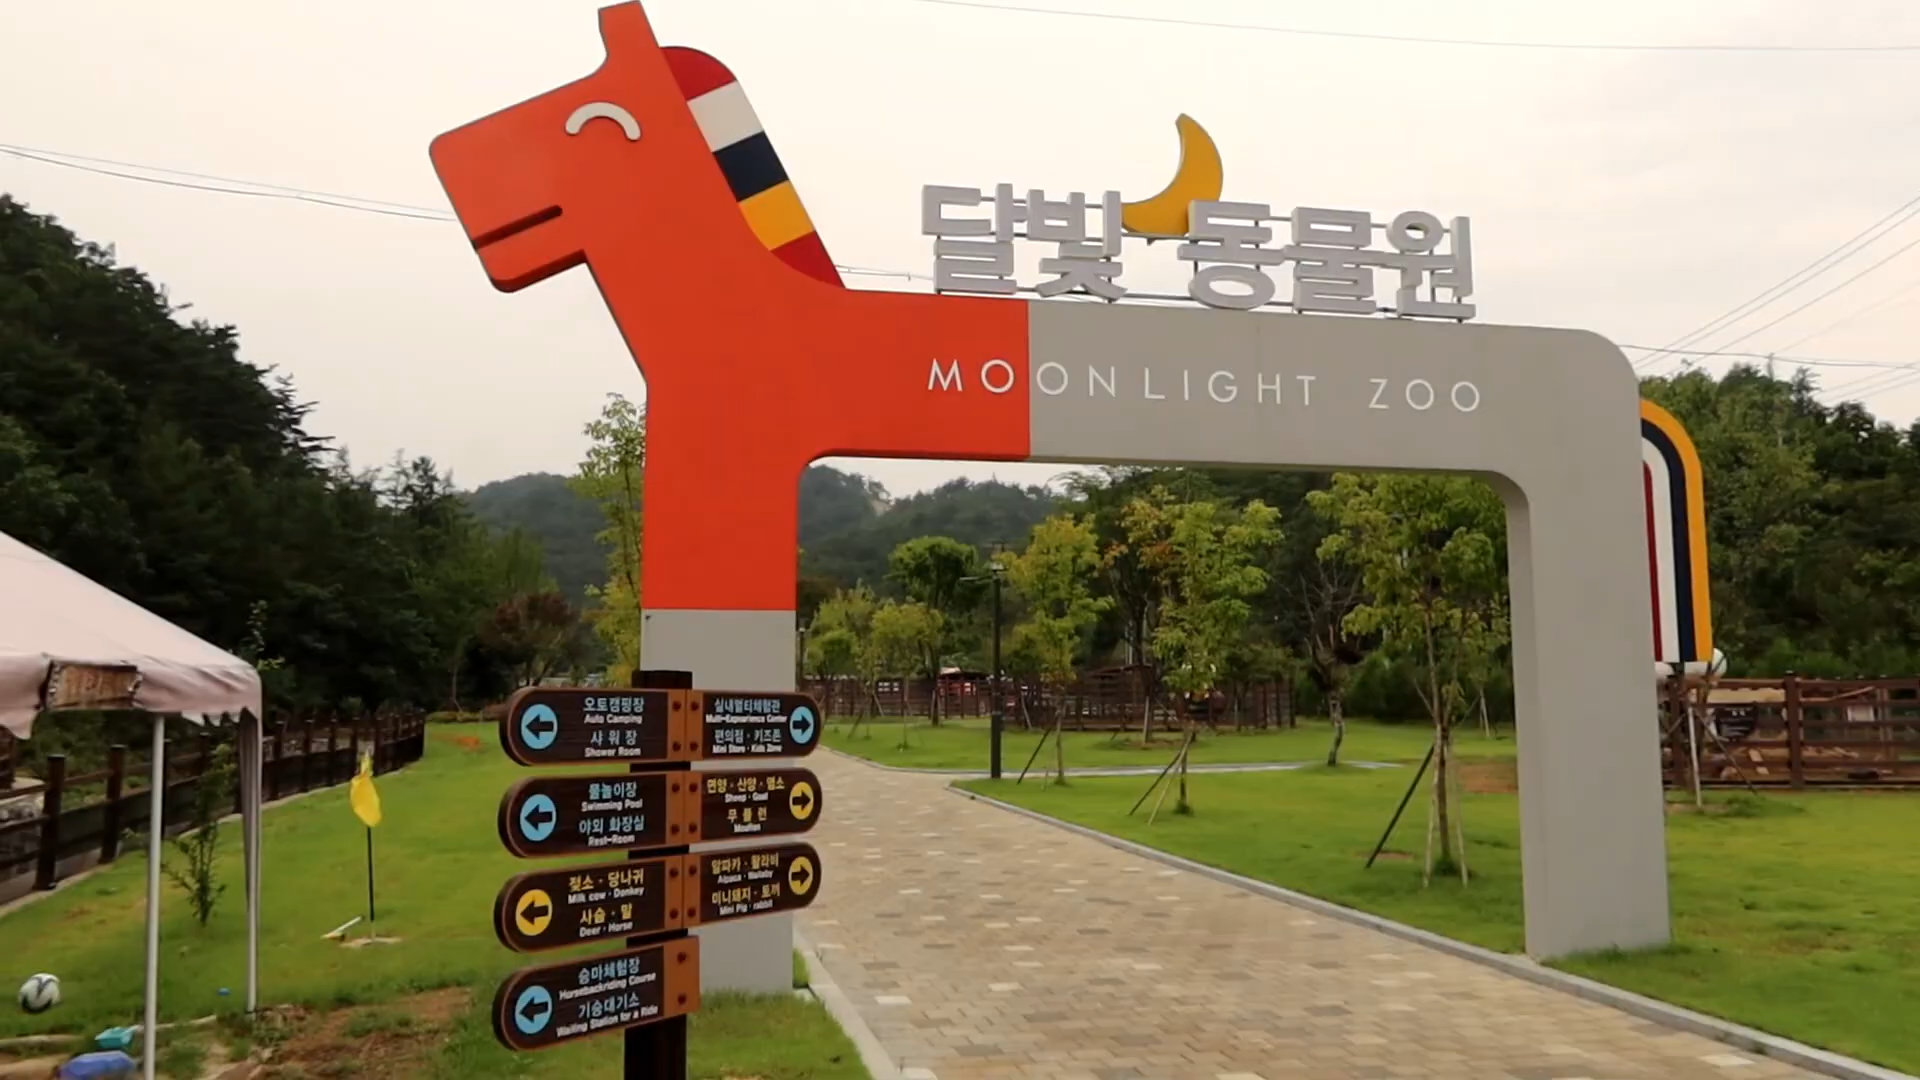 달빛 동물원
MOONLIGHT ZOO
오토캠핑장
Auto Camping
샤워장
Shower Room
실내멀티체험관
Multi-Expearience Center
편의점·키즈존
Mini Store·Kids Zone
물놀이장
Swimming Pool
야외 화장실
Rest-Room
면양·산양·염소
Sheep·Goat
무플런
Mouflon
젖소·당나귀
Milk cow·Donkey
사슴·말
Deer·Horse
알파카·왈라비
Alpaca·Wallaby
미니돼지·토끼
Mini Pig·rabbit
승마체험장
Horsebackriding Course
기승대기소
Waiting Station for a Ride